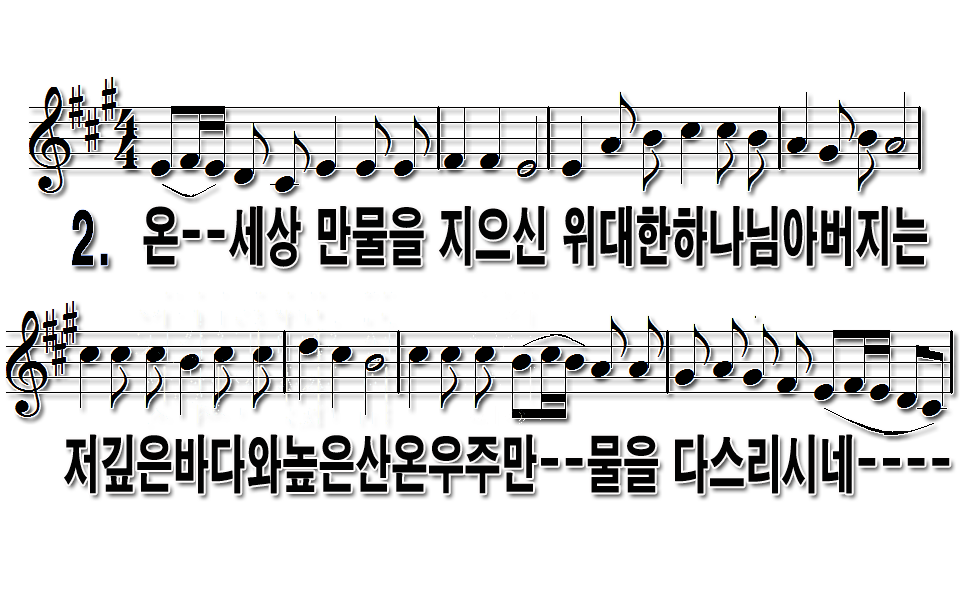 4
4
2. 온--세상 만물을 지으신 위대한하나님아버지는
저깊은바다와높은산온우주만--물을 다스리시네----